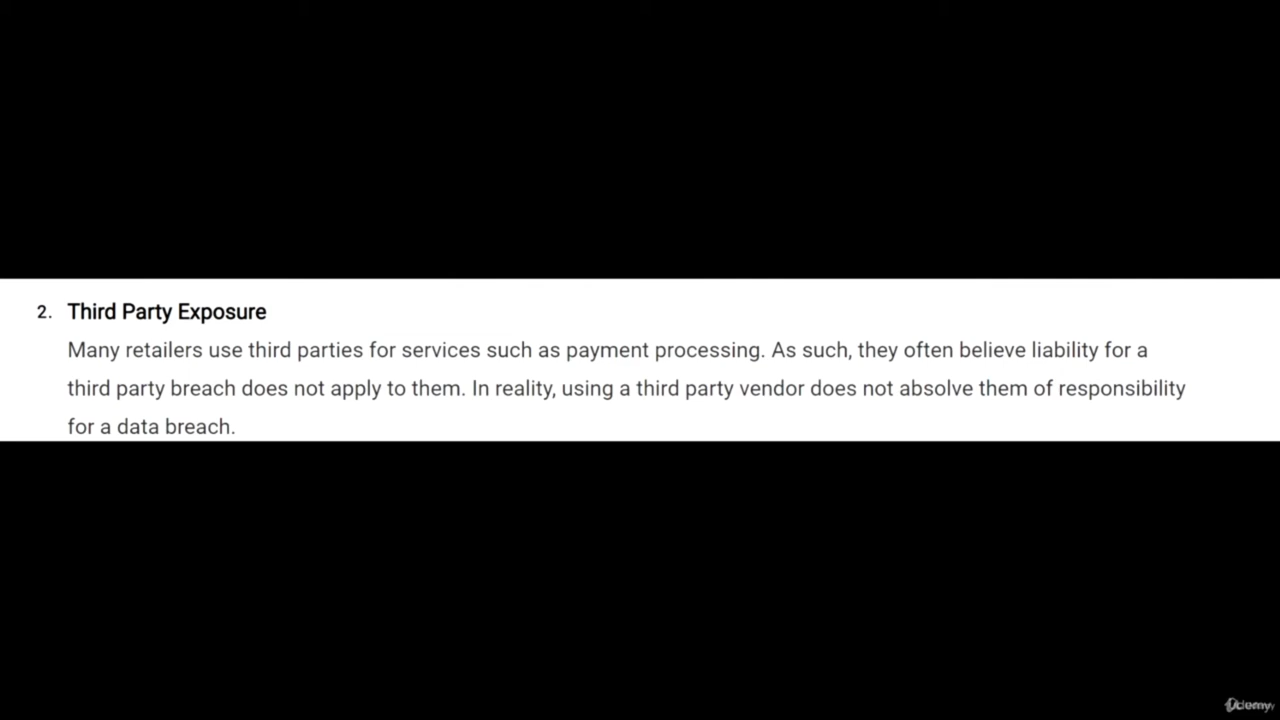 2. Third Party Exposure
Many retailers use third parties for services such as payment processing. As such, they often believe liability for a
third party breach does not apply to them. In reality, using a third party vendor does not absolve them of responsibility
for a data breach.
Udemy